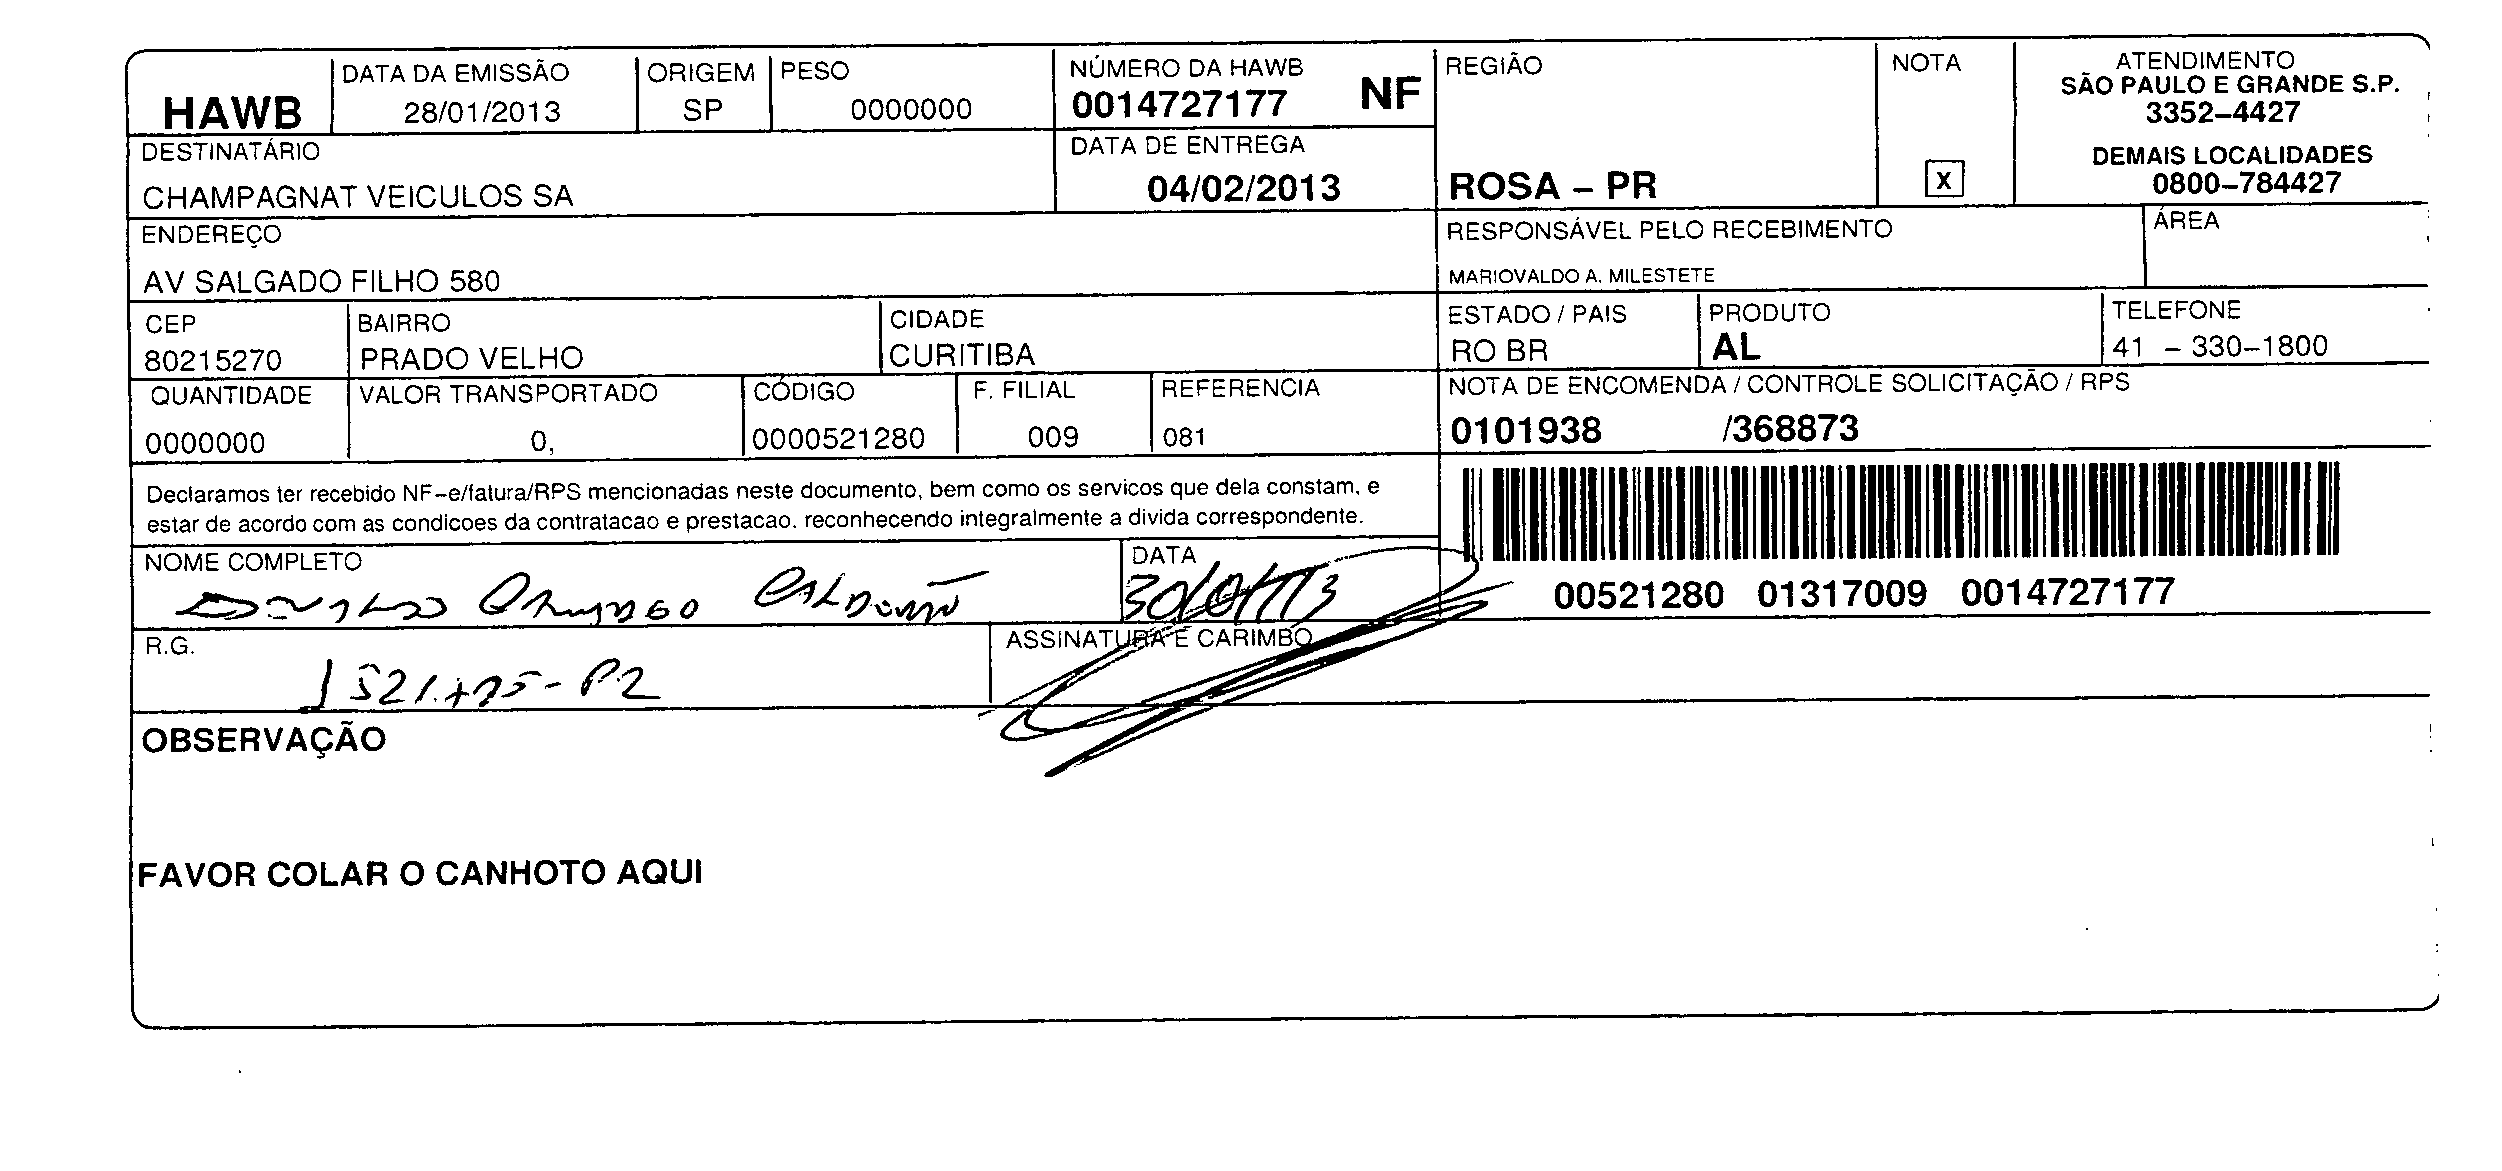 HAWB
DATA DA EMISSÃO
28/01/2013
ORIGEM
SP
PESO
0000000
NÚMERO DA HAWB
0014727177 NF
DATA DE ENTREGA
04/02/2013
REGIÃO
ROSA – PR
NOTA
X
ATENDIMENTO
SÃO PAULO E GRANDE S.P.
3352–4427
DEMAIS LOCALIDADES
0800–784427
DESTINATÁRIO
CHAMPAGNAT VEICULOS SA
ENDEREÇO
AV SALGADO FILHO 580
RESPONSÁVEL PELO RECEBIMENTO
MARIOVALDO A. MILESTETE
ÁREA
CEP
80215270
BAIRRO
PRADO VELHO
CIDADE
CURITIBA
ESTADO / PAIS
RO BR
PRODUTO
AL
TELEFONE
41 – 330–1800
QUANTIDADE
0000000
VALOR TRANSPORTADO
0,
CÓDIGO
0000521280
F. FILIAL
009
REFERENCIA
081
NOTA DE ENCOMENDA / CONTROLE SOLICITAÇÃO / RPS
0101938 /368873
Declaramos ter recebido NF–e/fatura/RPS mencionadas neste documento, bem como os servicos que dela constam, e
estar de acordo com as condicoes da contratacao e prestacao. reconhecendo integralmente a divida correspondente.
00521280 01317009 0014727177
NOME COMPLETO
DATA
30/01/13
R.G.
ASSINATURA E CARIMBO
OBSERVAÇÃO
FAVOR COLAR O CANHOTO AQUI